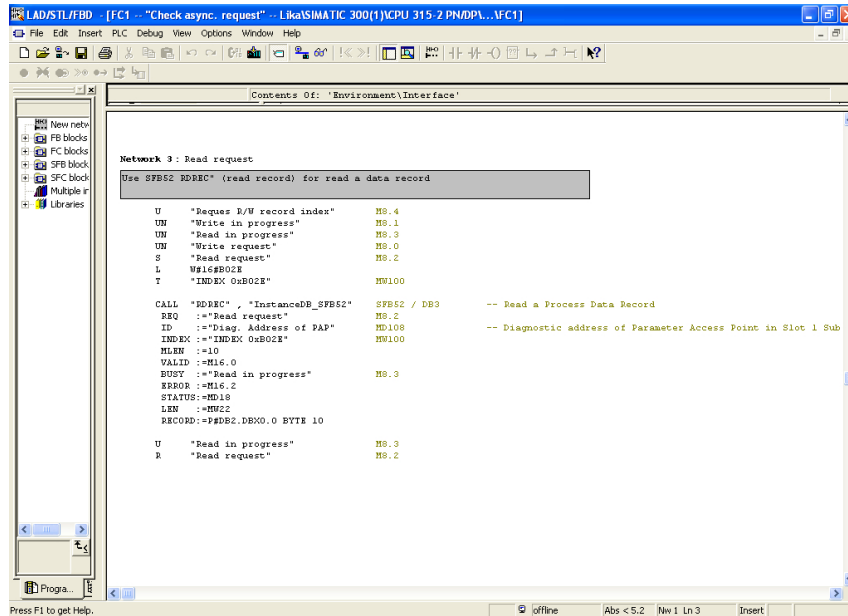 LAD/STL/FBD - [FC1 -- "Check async. request" -- Lika\SIMATIC 300(1)\CPU 315-2 PN/DP\...\FC1]
File Edit Insert PLC Debug View Options Window Help
Contents Of: 'Environment\Interface'
New netw
FB blocks
FC blocks
SFB block
SFC block
Multiple in
Libraries
Network 3 : Read request
Use SFB52 RDREC" (read record) for read a data record
U "Reques R/W record index" M8.4
UN "Write in progress" M8.1
UN "Read in progress" M8.3
UN "Write request" M8.0
S "Read request" M8.2
L W#16#B02E
T "INDEX 0xB02E" MW100
CALL "RDREC" , "InstanceDB_SFB52" SFB52 / DB3 -- Read a Process Data Record
REQ :="Read request" M8.2
ID :="Diag. Address of PAP" MD108 -- Diagnostic address of Parameter Access Point in Slot 1 Sub
INDEX :="INDEX 0xB02E" MW100
MLEN :=10
VALID :=M16.0
BUSY :="Read in progress" M8.3
ERROR :=M16.2
STATUS:=MD18
LEN :=MW22
RECORD:=P#DB2.DBX0.0 BYTE 10
U "Read in progress" M8.3
R "Read request" M8.2
Progra...
Press F1 to get Help.
offline Abs < 5.2 Nw 1 Ln 3 Insert